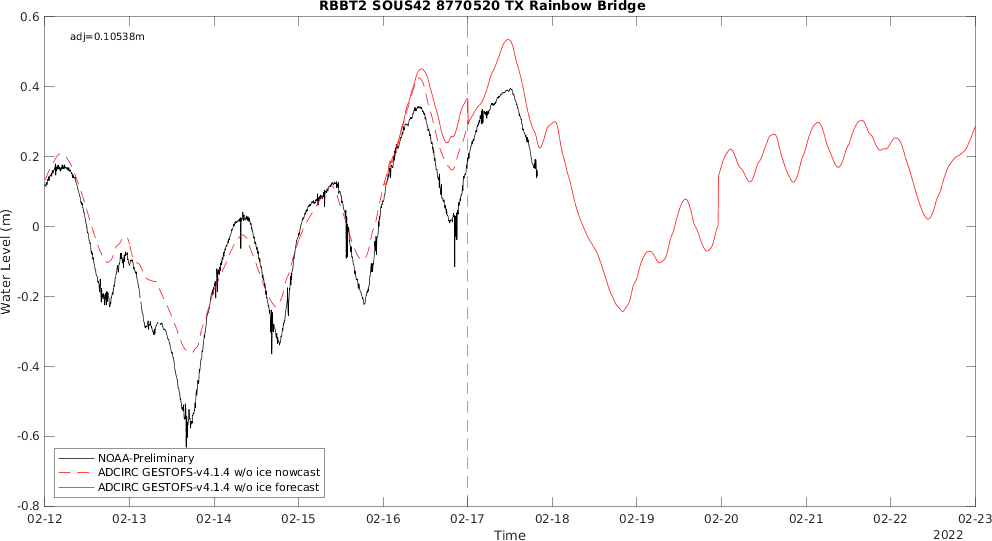 RBBT2 SOUS42 8770520 TX Rainbow Bridge
adj=0.10538m
0.6
0.4
0.2
0
-0.2
-0.4
-0.6
-0.8
Water Level (m)
NOAA-Preliminary
ADCIRC GESTOFS-v4.1.4 w/o ice nowcast
ADCIRC GESTOFS-v4.1.4 w/o ice forecast
02-12 02-13 02-14 02-15 02-16 02-17 02-18 02-19 02-20 02-21 02-22 02-23
Time
2022